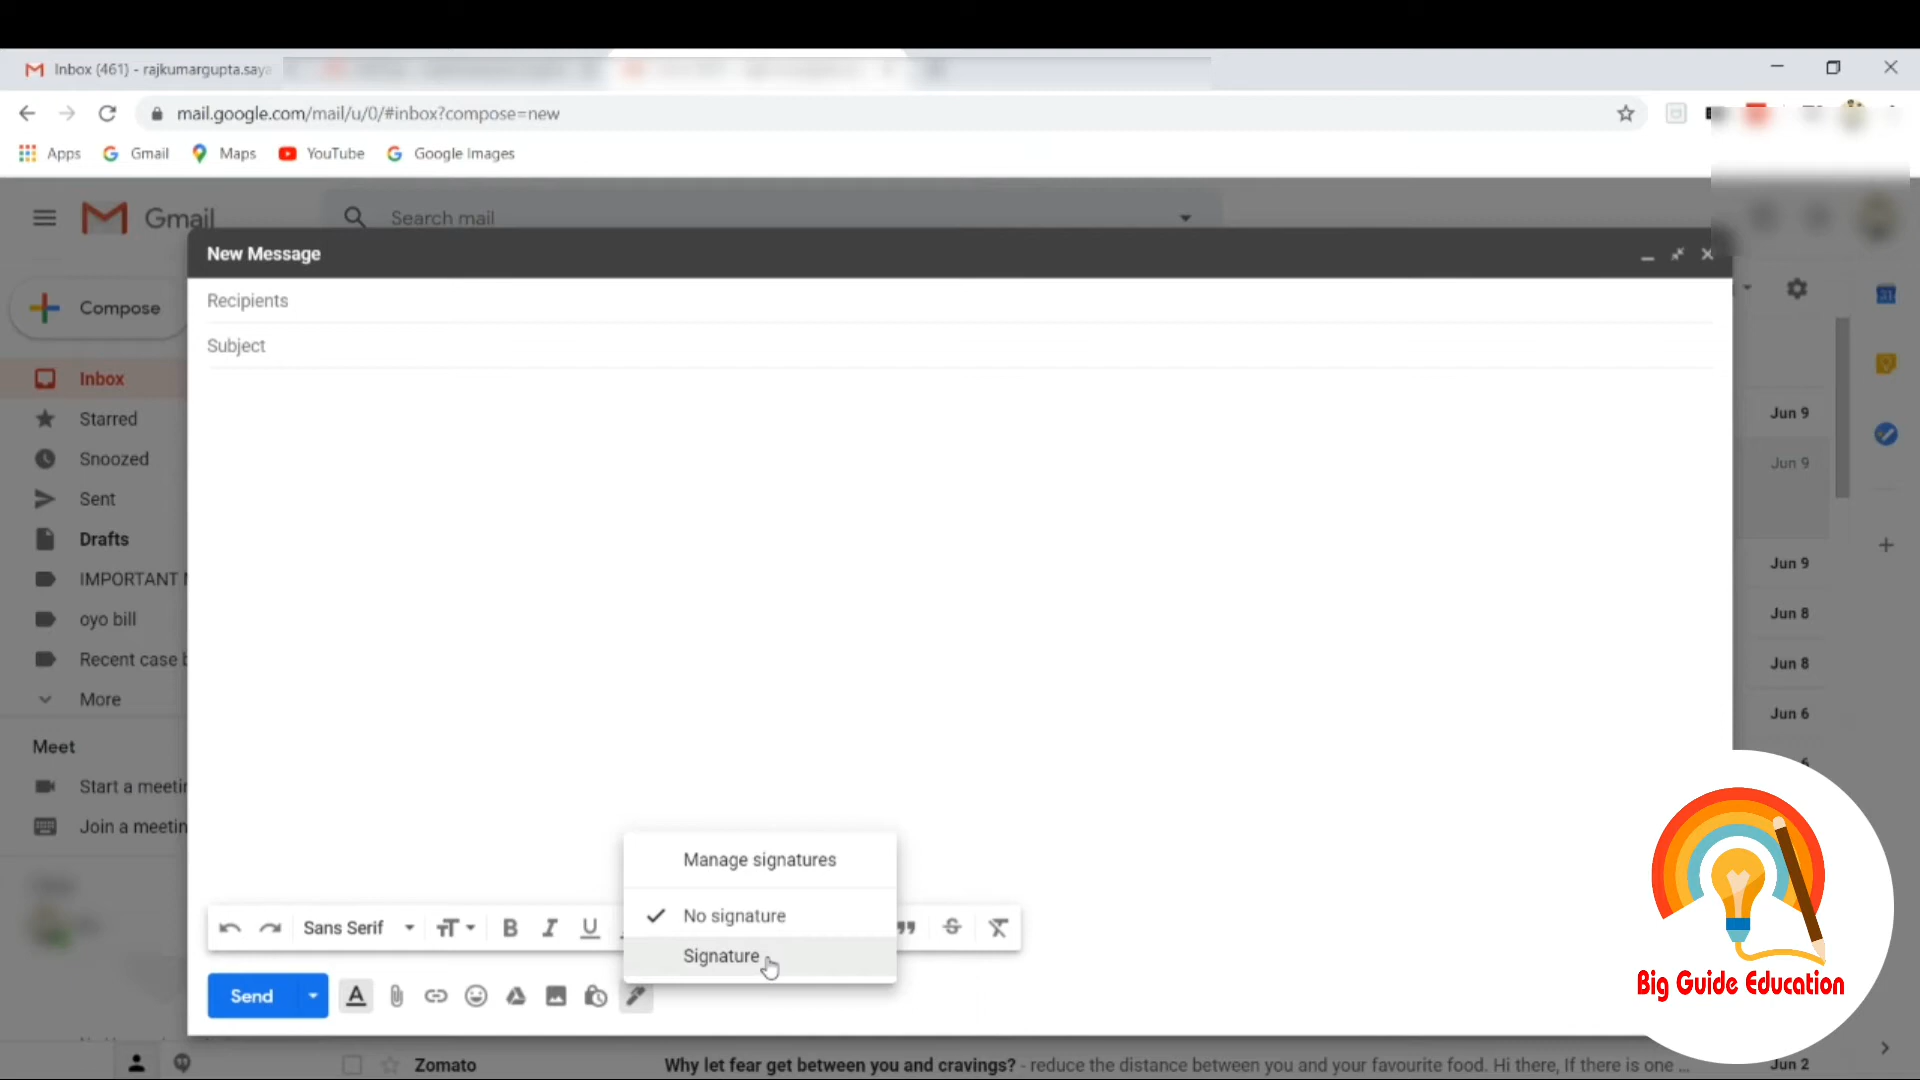 Inbox (461) - rajkumargupta.saya
mail.google.com/mail/u/0/#inbox?compose=new
Apps Gmail Maps YouTube Google Images
Gmail Search mail
New Message
Recipients
Compose
Subject
Inbox
Starred
Jun 9
Snoozed
Jun 9
Sent
Drafts
Jun 9
IMPORTANT
oyo bill
Jun 8
Recent case
Jun 8
More
Jun 6
Meet
Start a meetin
Join a meetin
Manage signatures
No signature
Sans Serif
B I U
Signature
Send
Big Guide Education
Zomato Why let fear get between you and cravings? - reduce the distance between you and your favourite food. Hi there, If there is one ... Jun 2